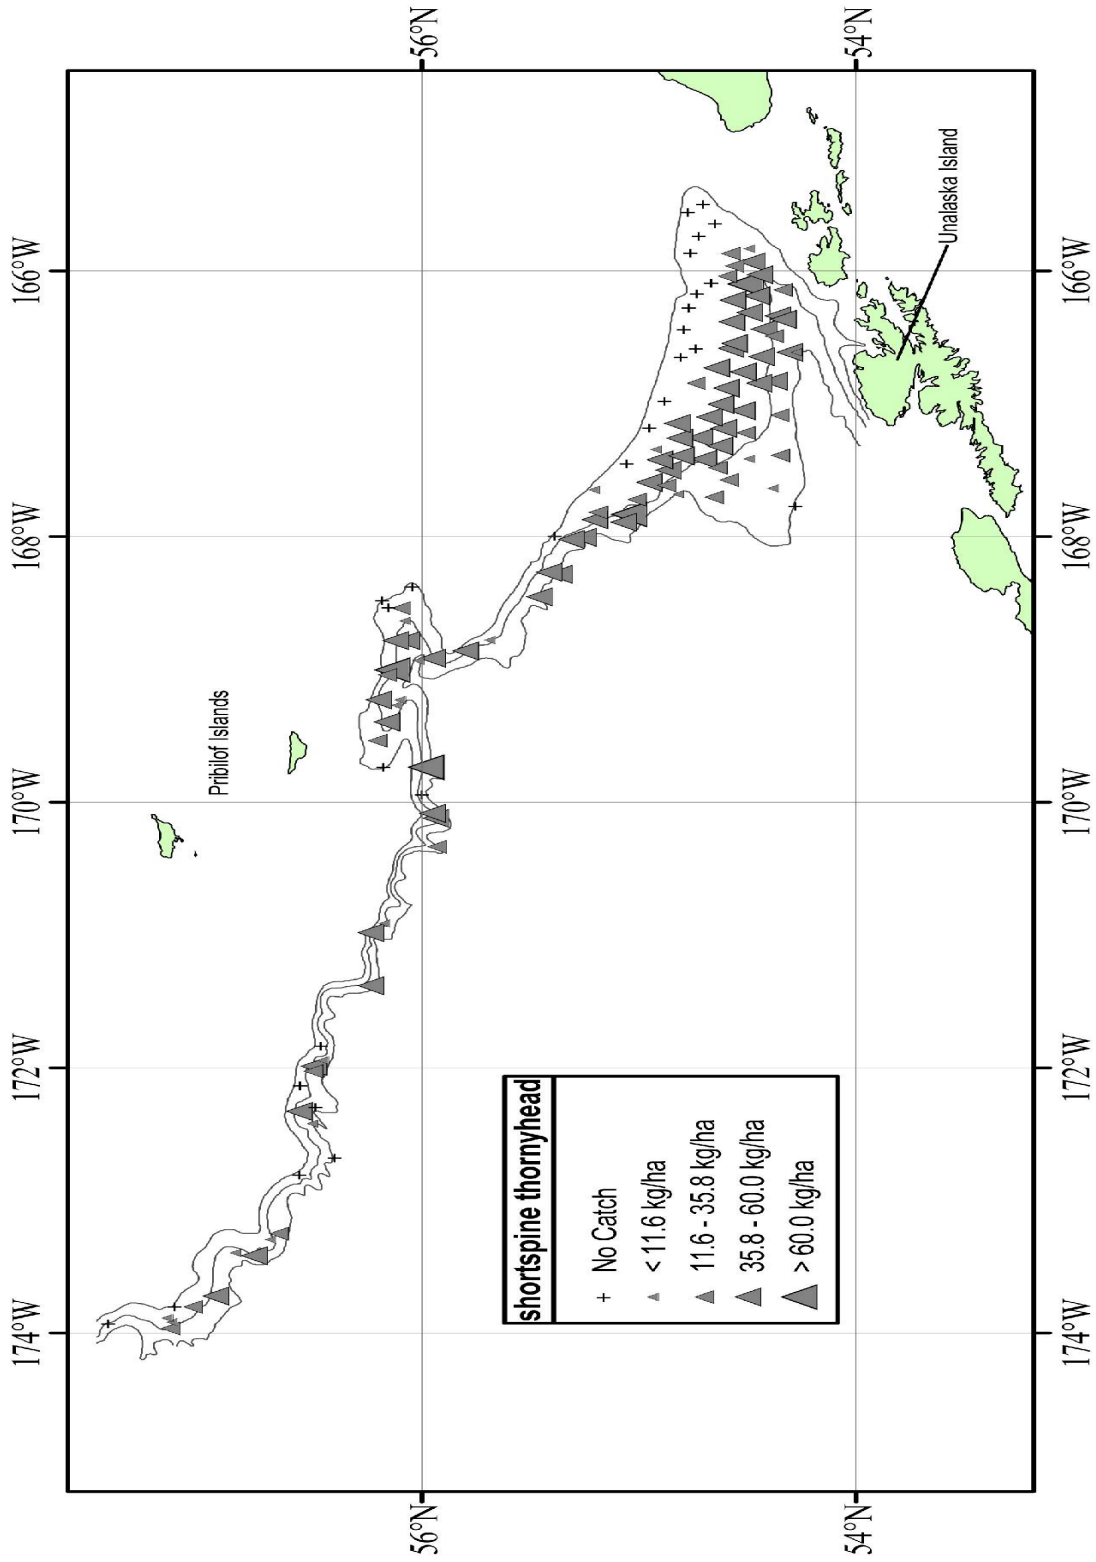 174°W
172°W
170°W
168°W
166°W
56°N
56°N
54°N
54°N
Pribilof Islands
Unalaska Island
shortspine thornyhead
No Catch
< 11.6 kg/ha
11.6 - 35.8 kg/ha
35.8 - 60.0 kg/ha
> 60.0 kg/ha
174°W
172°W
170°W
168°W
166°W